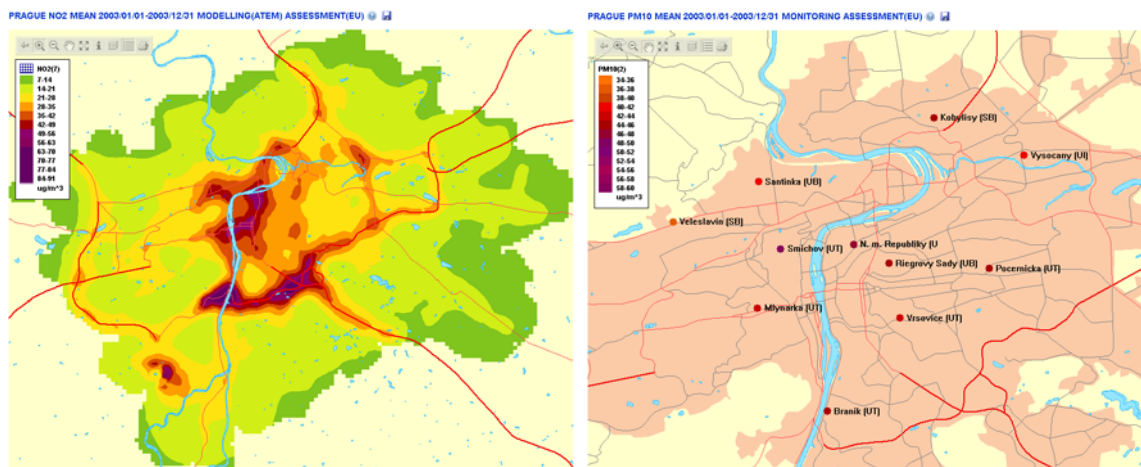 PRAGUE NO2 MEAN 2003/01/01-2003/12/31 MODELLING(ATEM) ASSESSMENT(EU)
NO2(7)
7-14
14-21
21-28
28-35
35-42
42-49
49-56
56-63
63-70
70-77
77-84
84-91
ug/m^3
PRAGUE PM10 MEAN 2003/01/01-2003/12/31 MONITORING ASSESSMENT(EU)
PM10(2)
34-36
36-38
38-40
40-42
42-44
44-46
46-48
48-50
50-52
52-54
54-56
56-58
58-60
ug/m^3
Kobylisy (SB)
Vysocany (UI)
Santinka (UB)
Veleslavin (SB)
Smichov (UT)
N. m. Republiky (U
Riegrovy Sady (UB)
Pocernicka (UT)
Mlynarka (UT)
Vrsovice (UT)
Branik (UT)